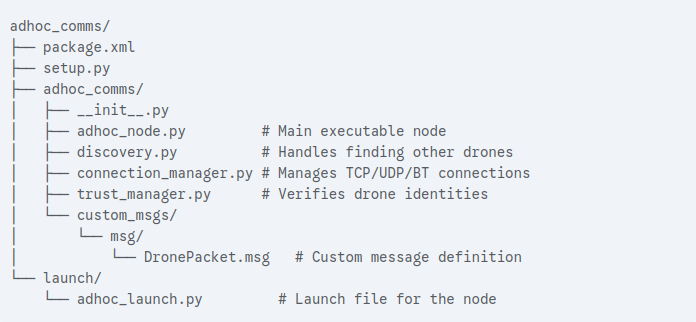 adhoc_comms/
├── package.xml
├── setup.py
├── adhoc_comms/
│   ├── __init__.py
│   ├── adhoc_node.py         # Main executable node
│   ├── discovery.py          # Handles finding other drones
│   ├── connection_manager.py # Manages TCP/UDP/BT connections
│   ├── trust_manager.py      # Verifies drone identities
│   └── custom_msgs/
│       └── msg/
│           └── DronePacket.msg   # Custom message definition
└── launch/
    └── adhoc_launch.py         # Launch file for the node